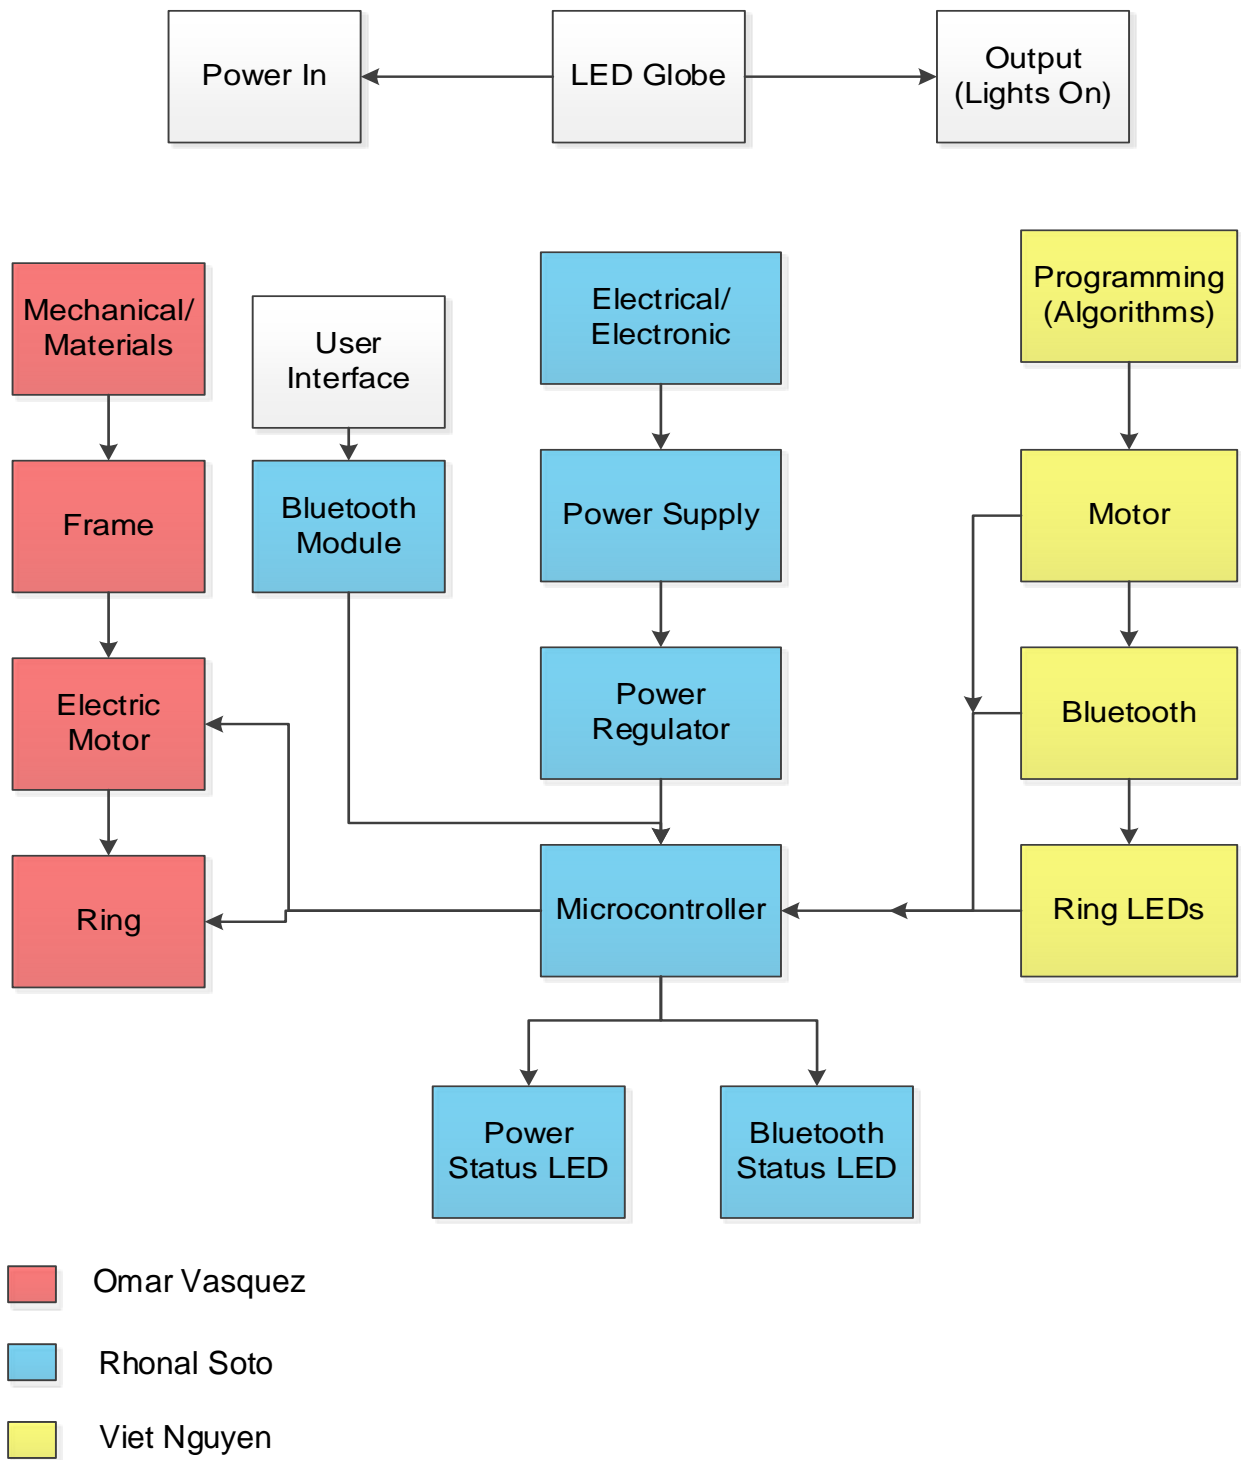 Power In
LED Globe
Output
(Lights On)
Mechanical/
Materials
User
Interface
Electrical/
Electronic
Programming
(Algorithms)
Frame
Bluetooth
Module
Power Supply
Motor
Electric
Motor
Power
Regulator
Bluetooth
Ring
Microcontroller
Ring LEDs
Power
Status LED
Bluetooth
Status LED
Omar Vasquez
Rhonal Soto
Viet Nguyen